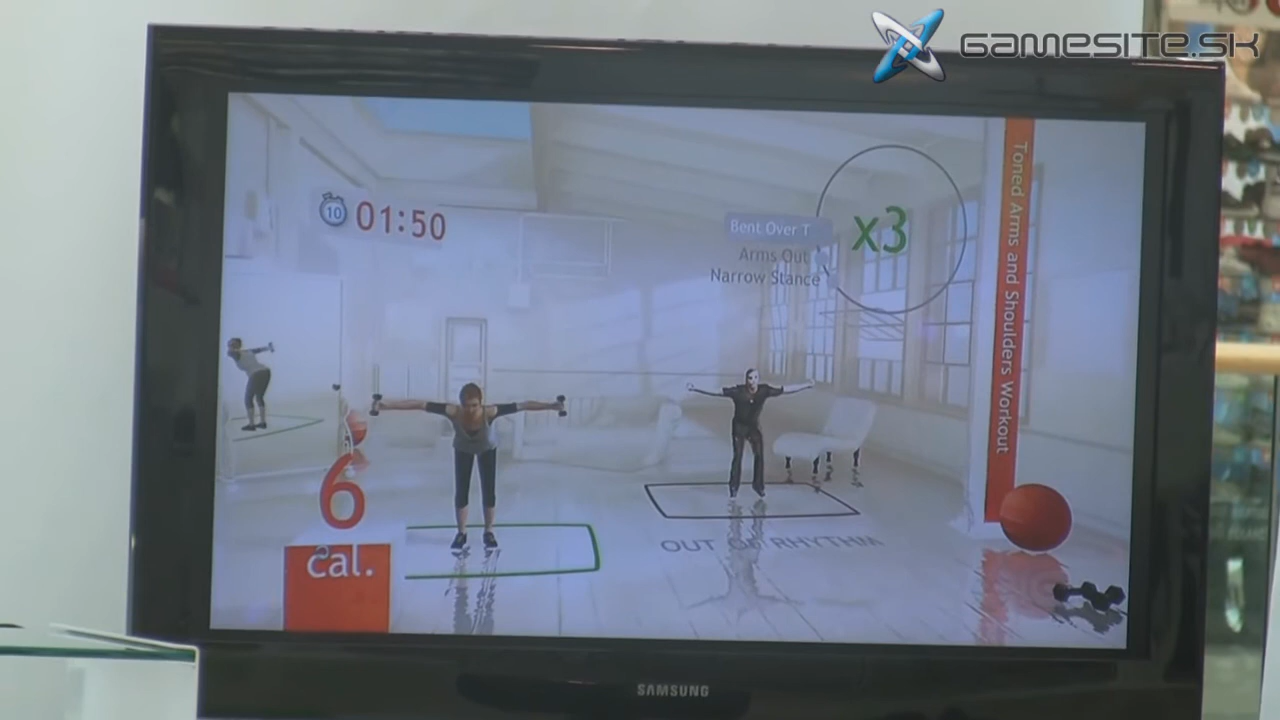 GAMESITE.SK
10 01:50
Bent Over T
Arms Out
Narrow Stance
x3
Toned Arms and Shoulders Workout
6
cal.
OUT OF RHYTHM
SAMSUNG